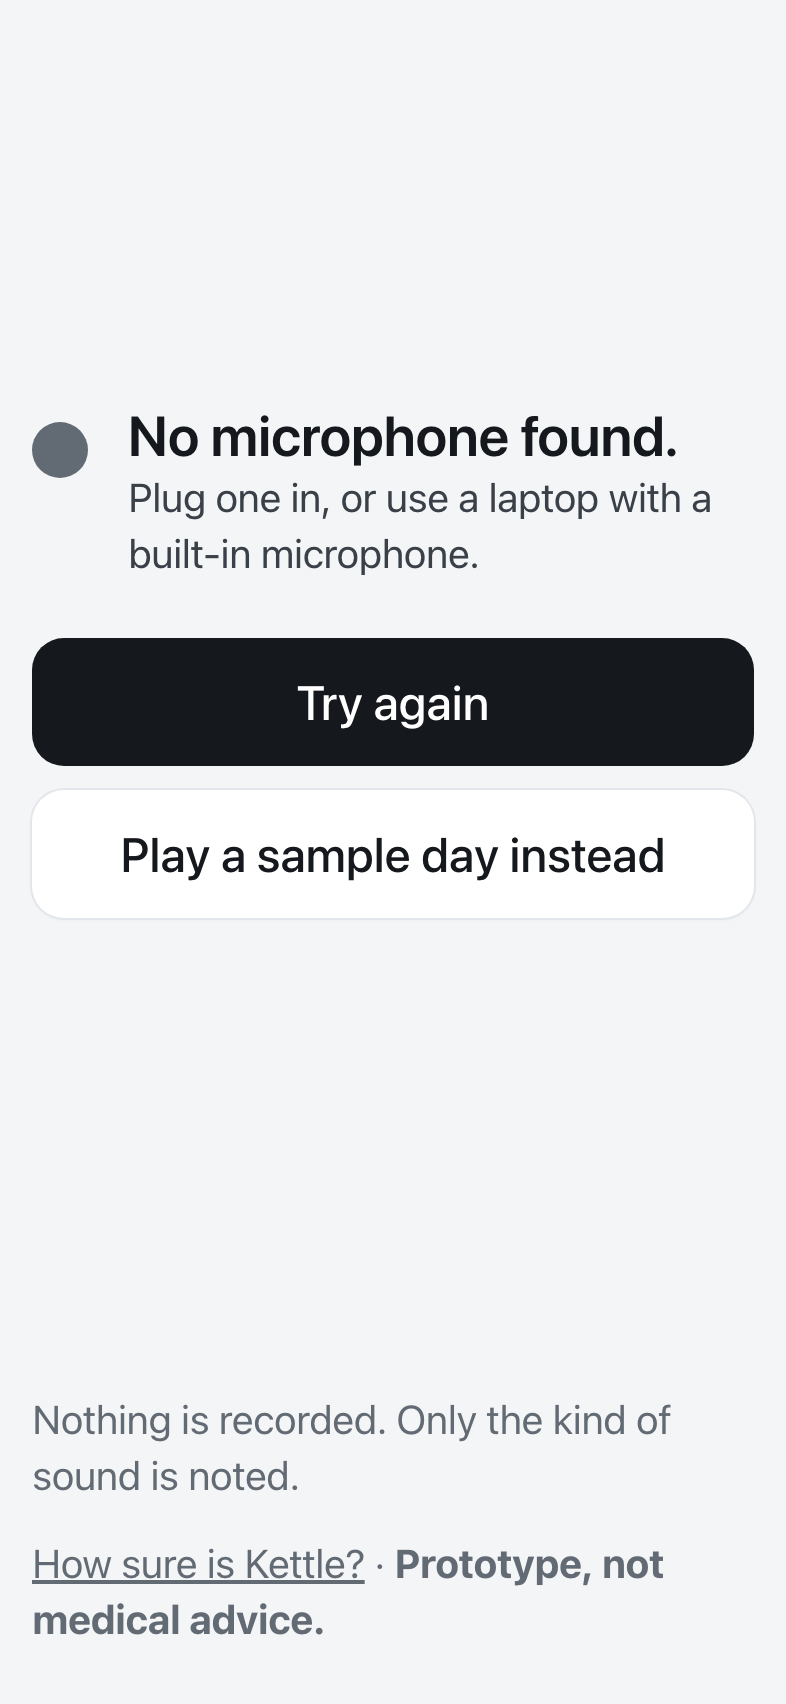 No microphone found.
Plug one in, or use a laptop with a
built-in microphone.
Try again
Play a sample day instead
Nothing is recorded. Only the kind of
sound is noted.
How sure is Kettle? · Prototype, not
medical advice.